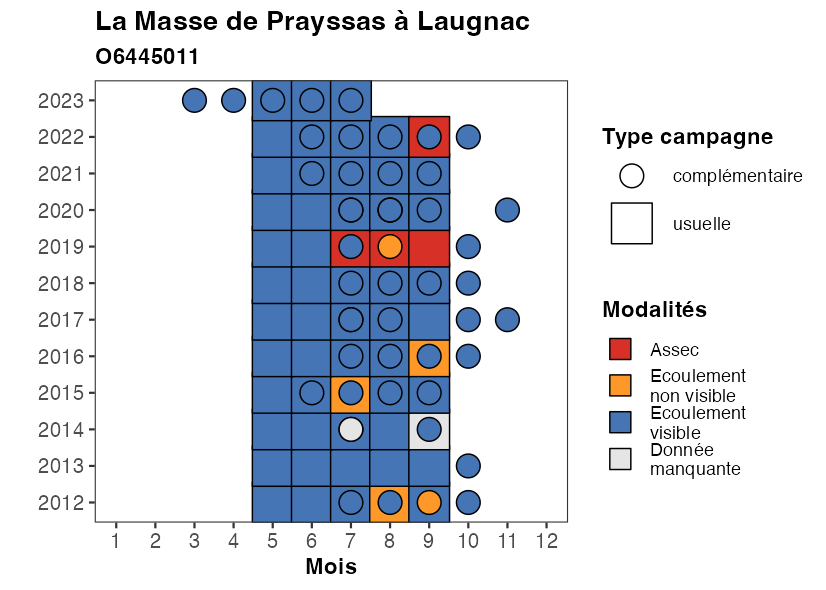 La Masse de Prayssas à Laugnac
O6445011
2023
2022
2021
2020
2019
2018
2017
2016
2015
2014
2013
2012
1 2 3 4 5 6 7 8 9 10 11 12
Mois
Type campagne
complémentaire
usuelle
Modalités
Assec
Ecoulement
non visible
Ecoulement
visible
Donnée
manquante